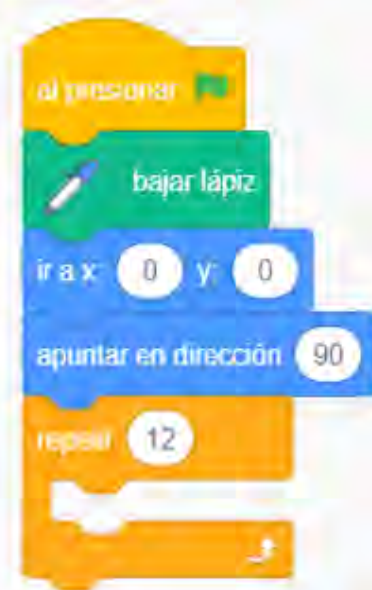 al presionar
bajar lápiz
ir a x: 0 y: 0
apuntar en dirección 90
repetir 12